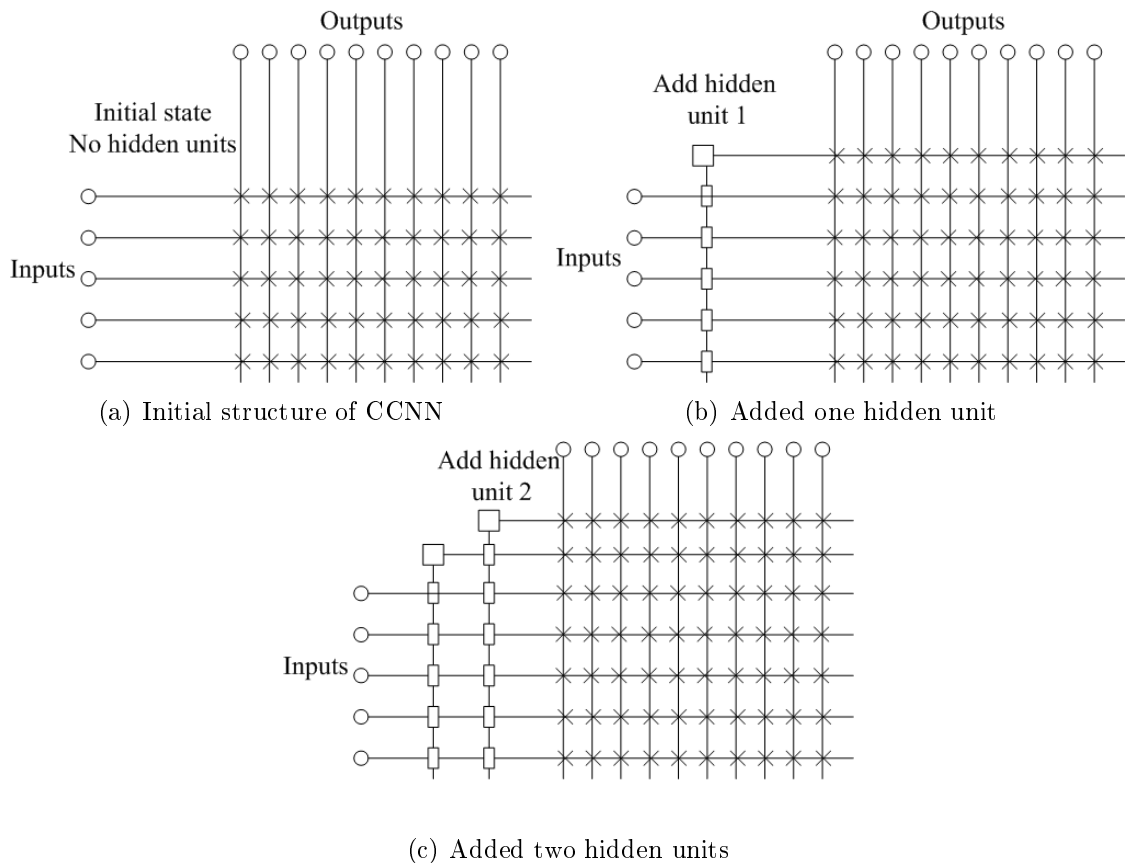 Outputs
Initial state
No hidden units
Inputs
(a) Initial structure of CCNN
Outputs
Add hidden
unit 1
Inputs
(b) Added one hidden unit
Add hidden
unit 2
Inputs
(c) Added two hidden units